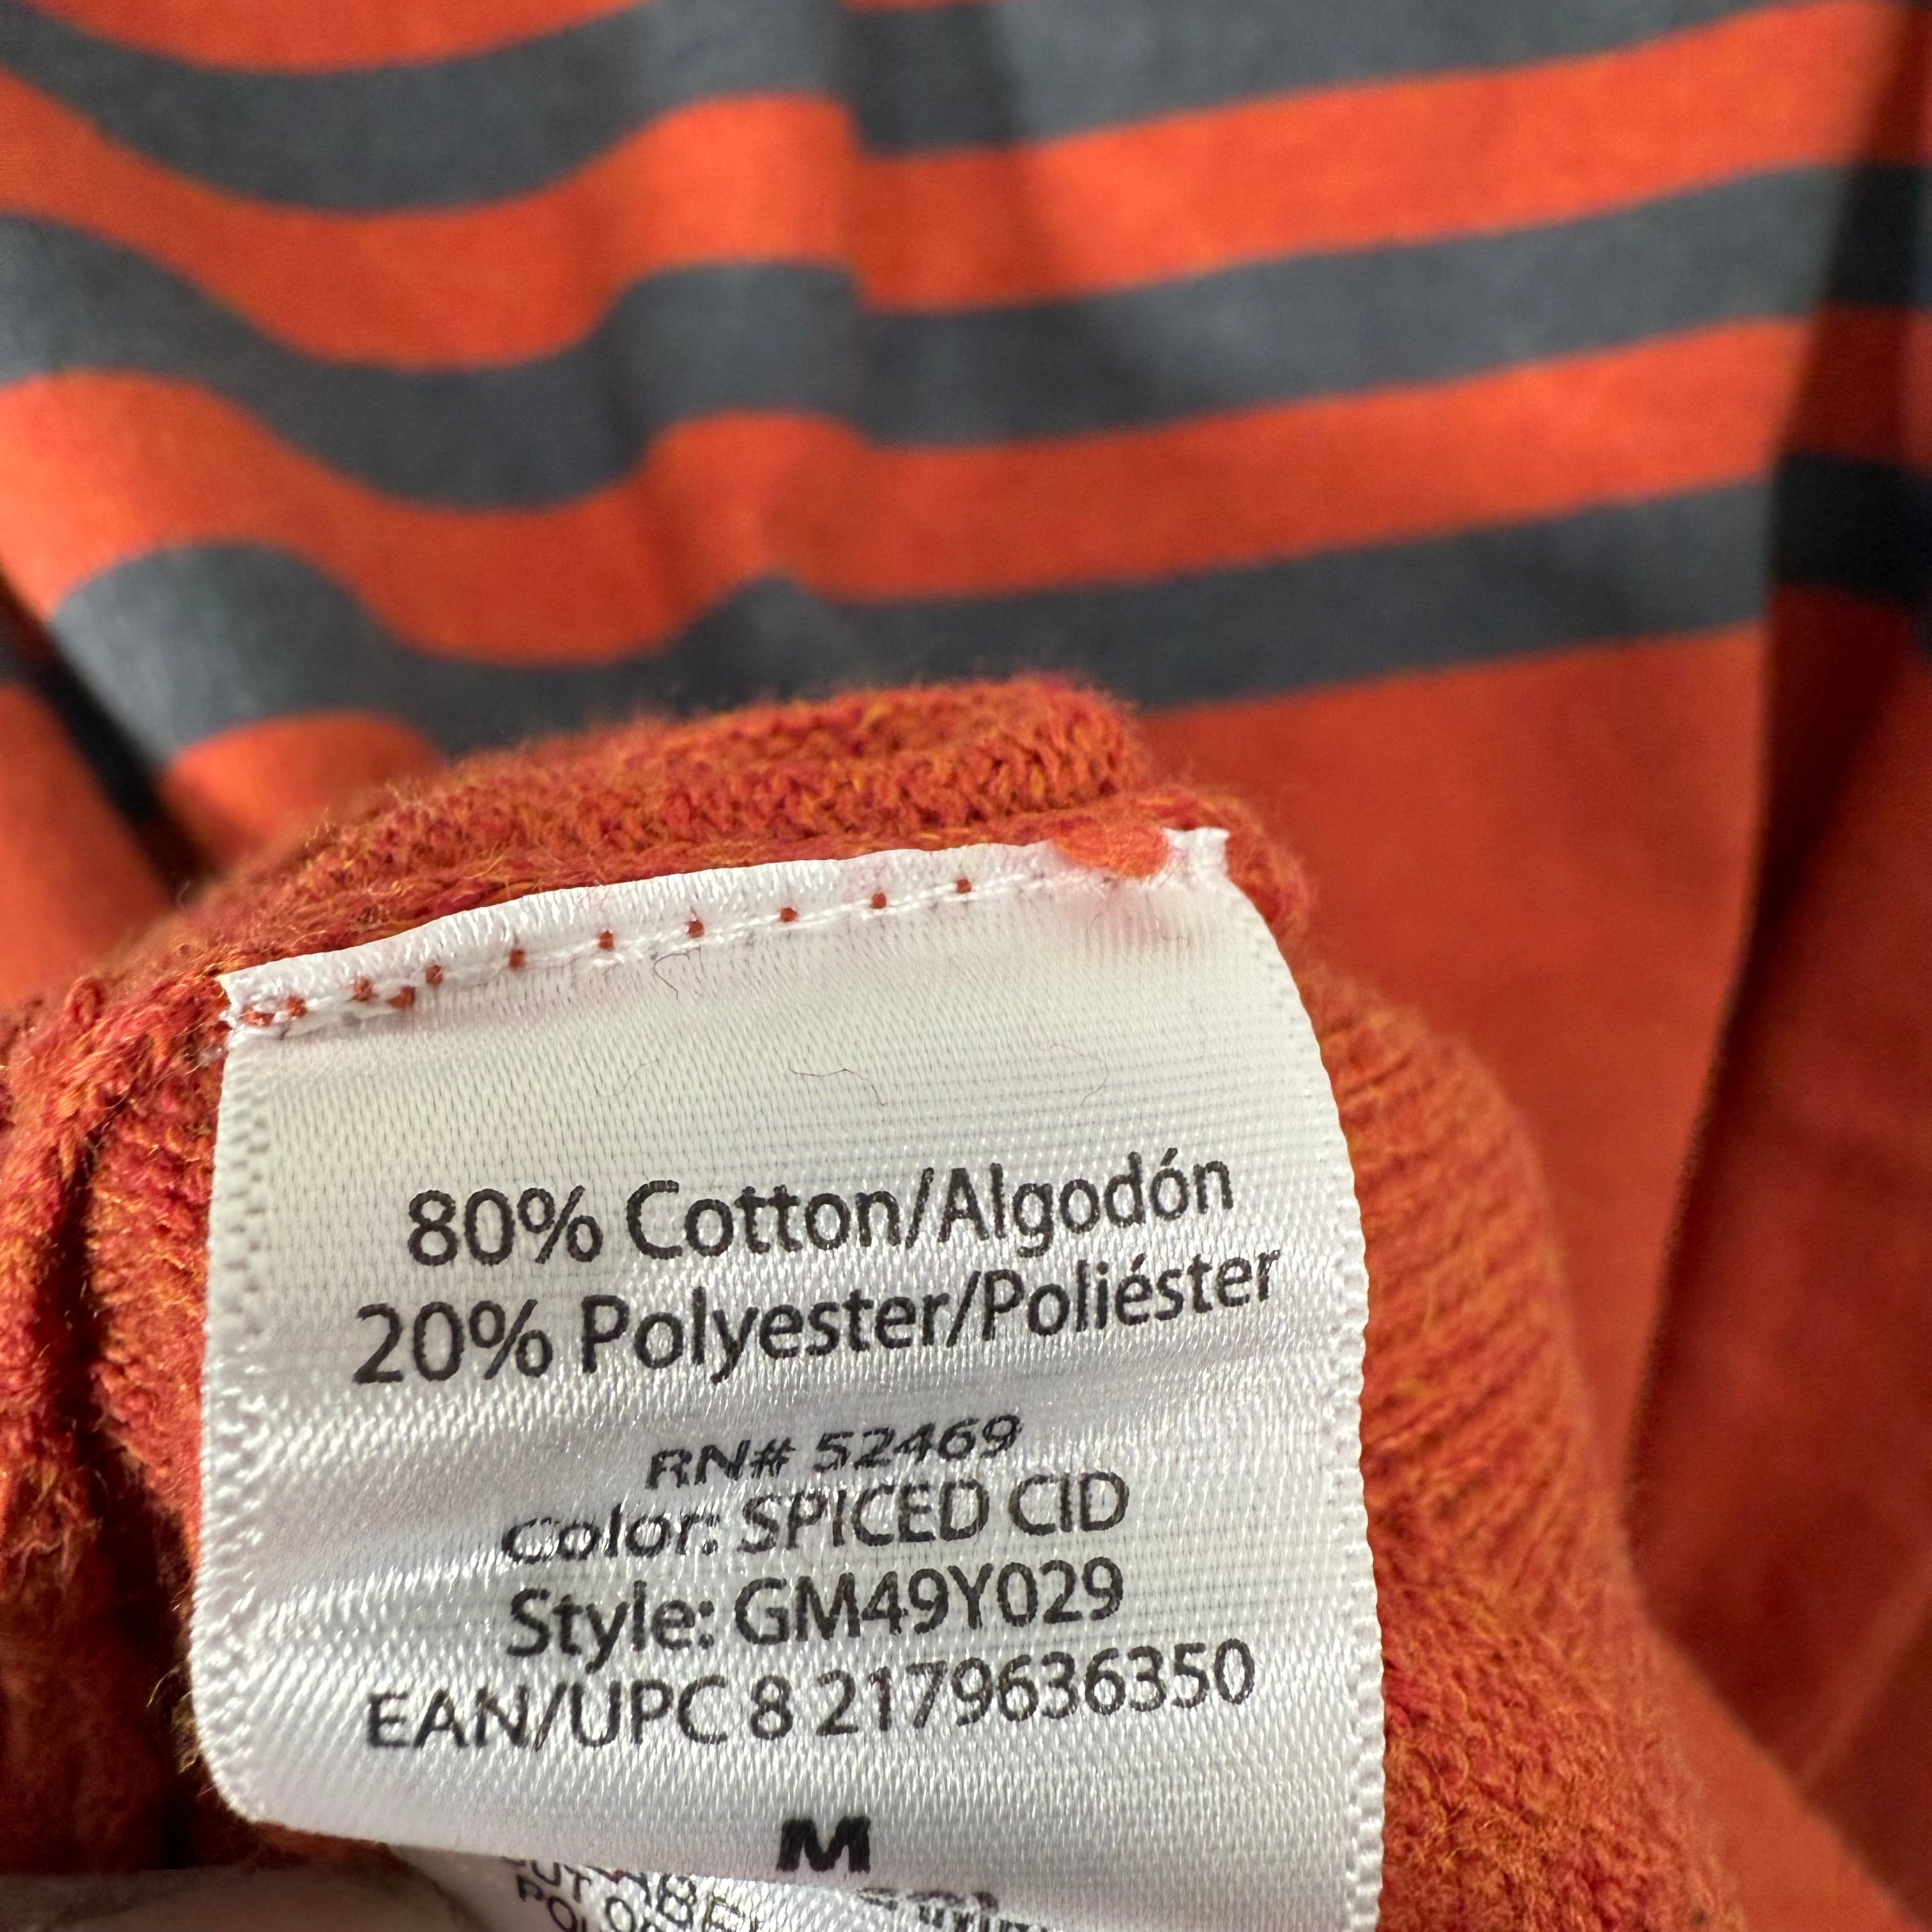 80% Cotton/Algodón
20% Polyester/Poliéster
RN# 52469
Color: SPICED CID
Style: GM49Y029
EAN/UPC 8 2179636350
M